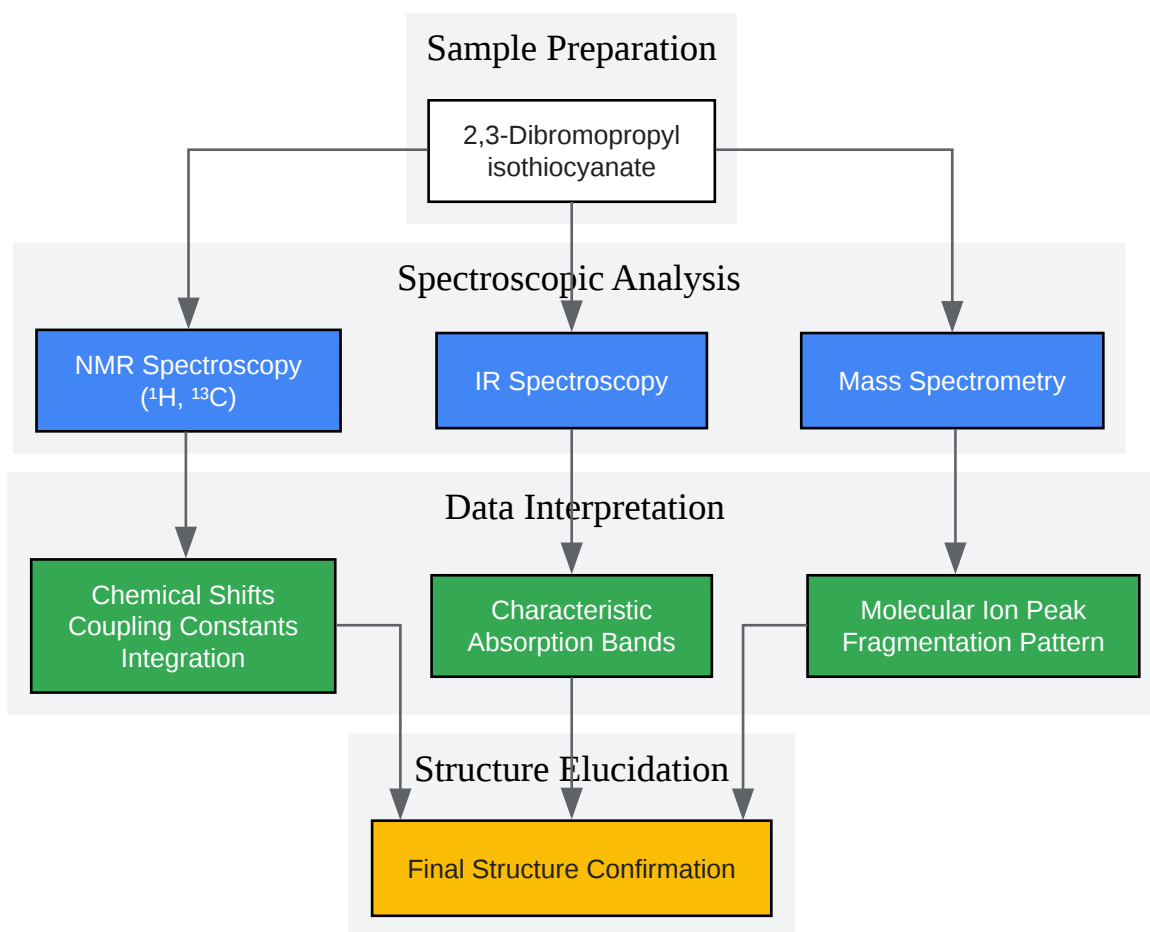 Sample Preparation
2,3-Dibromopropyl
isothiocyanate
Spectroscopic Analysis
NMR Spectroscopy
(¹H, ¹³C)
IR Spectroscopy
Mass Spectrometry
Data Interpretation
Chemical Shifts
Coupling Constants
Integration
Characteristic
Absorption Bands
Molecular Ion Peak
Fragmentation Pattern
Structure Elucidation
Final Structure Confirmation